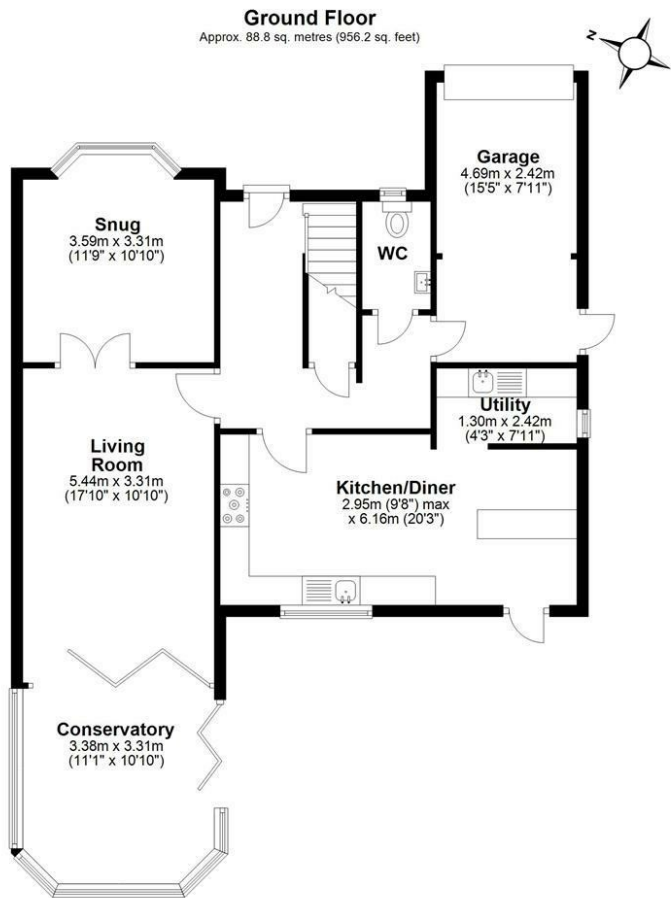 Ground Floor
Approx. 88.8 sq. metres (956.2 sq. feet)
N
Garage
4.69m x 2.42m
(15'5" x 7'11")
Snug
3.59m x 3.31m
(11'9" x 10'10")
WC
Utility
1.30m x 2.42m
(4'3" x 7'11")
Living
Room
5.44m x 3.31m
(17'10" x 10'10")
Kitchen/Diner
2.95m (9'8") max
x 6.16m (20'3")
Conservatory
3.38m x 3.31m
(11'1" x 10'10")